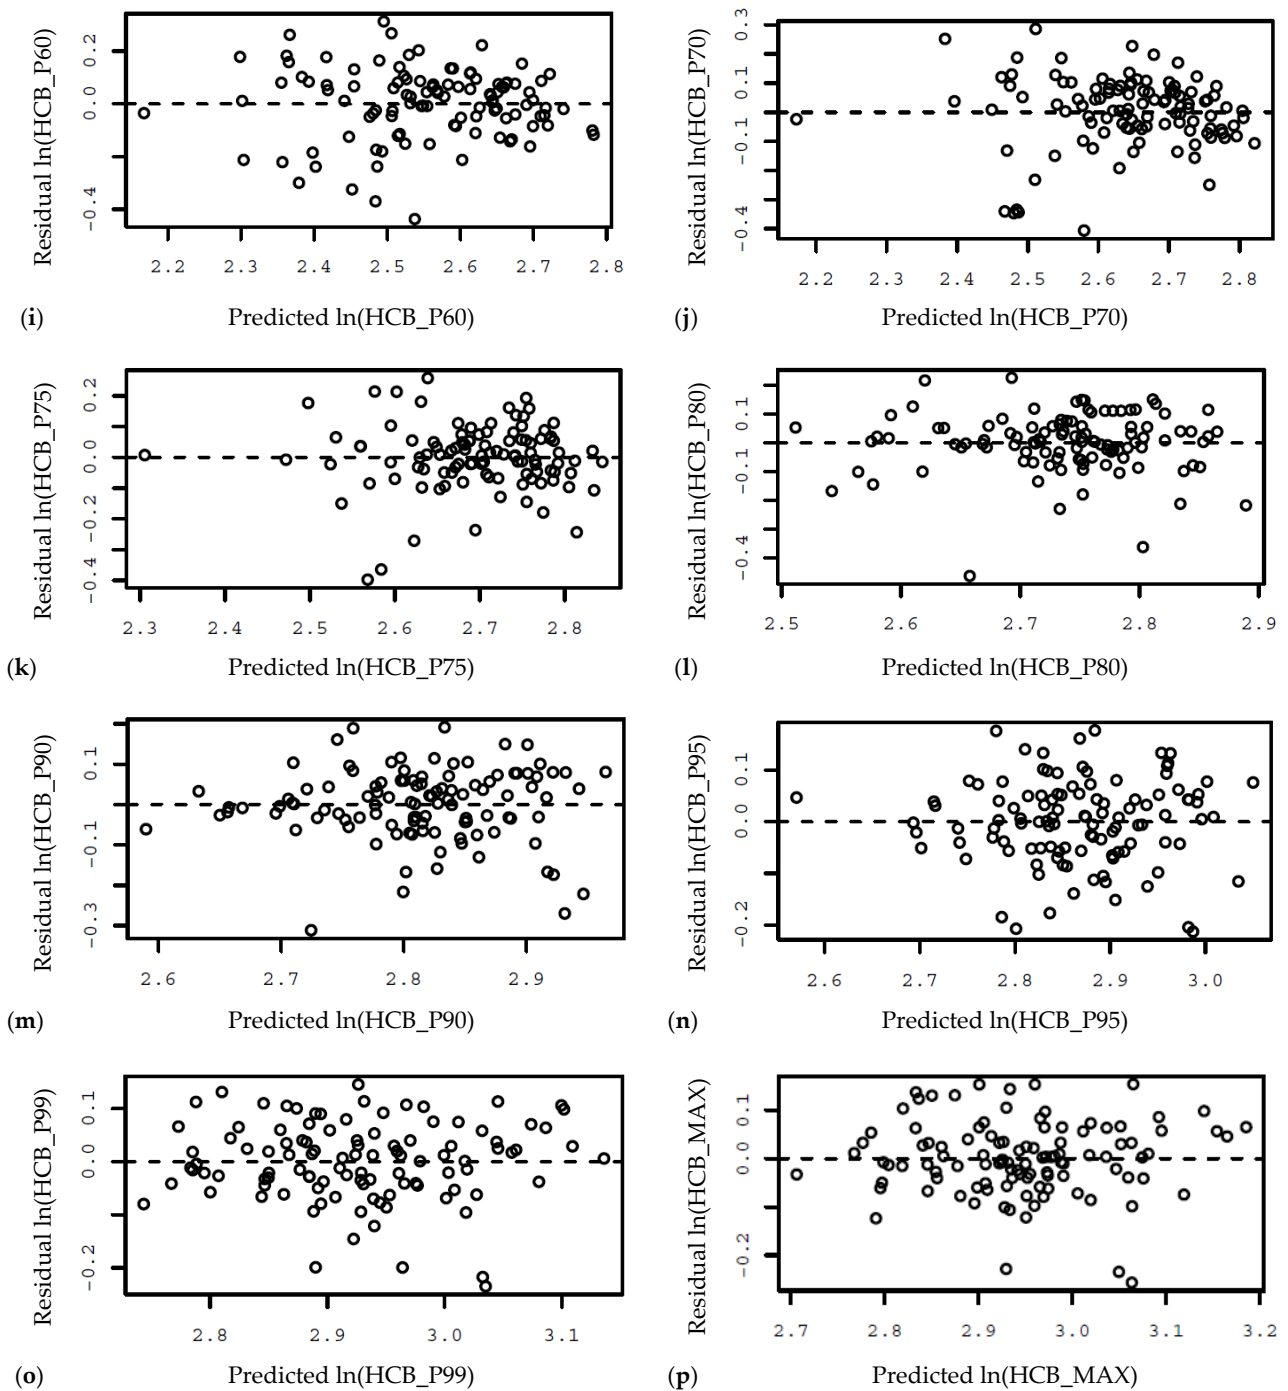 Residual ln(HCB_P60)
0.2
0.0
-0.4
2.2 2.3 2.4 2.5 2.6 2.7 2.8
(i) Predicted ln(HCB_P60)
Residual ln(HCB_P70)
0.3
0.1
-0.1
-0.4
2.2 2.3 2.4 2.5 2.6 2.7 2.8
(j) Predicted ln(HCB_P70)
Residual ln(HCB_P75)
0.2
0.0
-0.2
-0.4
2.3 2.4 2.5 2.6 2.7 2.8
(k) Predicted ln(HCB_P75)
Residual ln(HCB_P80)
0.1
-0.1
-0.4
2.5 2.6 2.7 2.8 2.9
(l) Predicted ln(HCB_P80)
Residual ln(HCB_P90)
0.1
-0.1
-0.3
2.6 2.7 2.8 2.9
(m) Predicted ln(HCB_P90)
Residual ln(HCB_P95)
0.1
0.0
-0.2
2.6 2.7 2.8 2.9 3.0
(n) Predicted ln(HCB_P95)
Residual ln(HCB_P99)
0.1
0.0
-0.2
2.8 2.9 3.0 3.1
(o) Predicted ln(HCB_P99)
Residual ln(HCB_MAX)
0.1
0.0
-0.2
2.7 2.8 2.9 3.0 3.1 3.2
(p) Predicted ln(HCB_MAX)